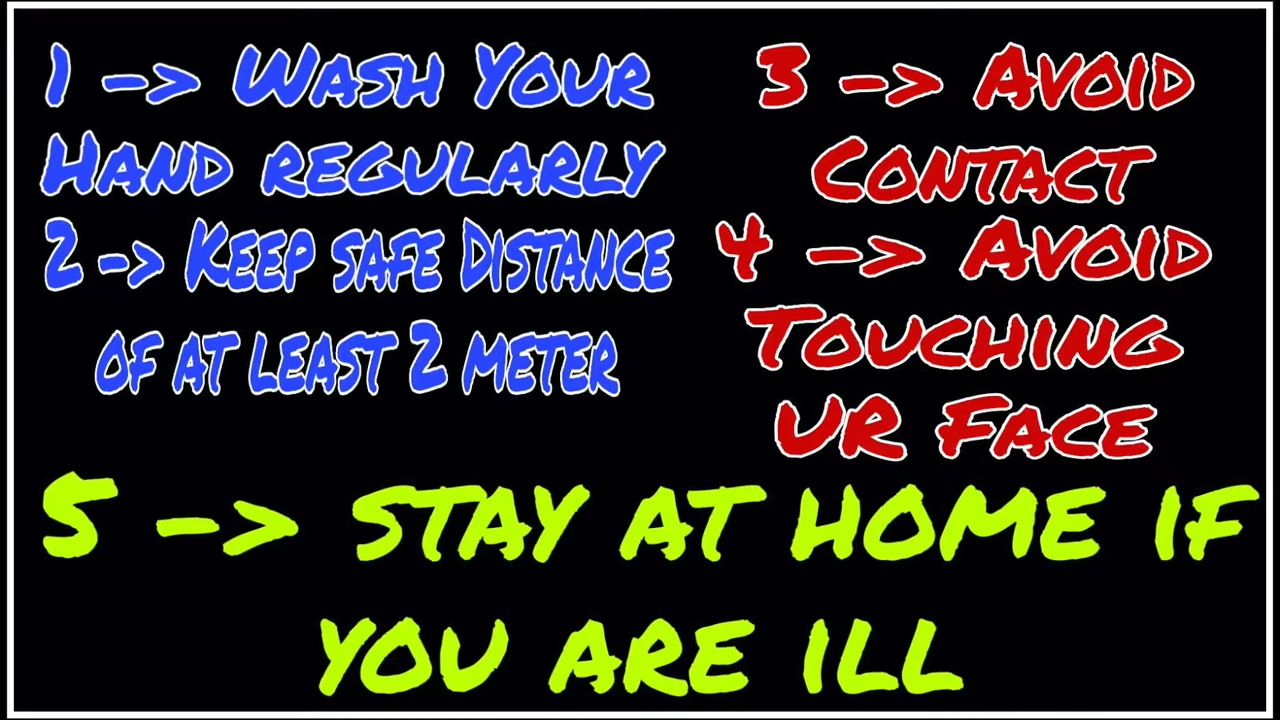 1 -> Wash Your
Hand regularly
2 -> Keep safe Distance
of at least 2 meter
3 -> Avoid
Contact
4 -> Avoid
Touching
UR Face
5 -> STAY AT HOME IF
YOU ARE ILL